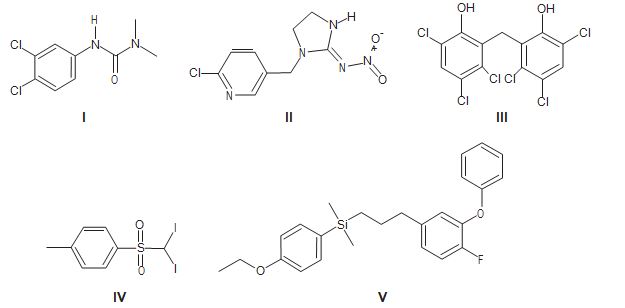 H
Cl N N
Cl O
I
N-H
N O-
Cl N N+
N O
II
OH OH
Cl Cl
Cl Cl
Cl Cl
III
O I
S
O I
IV
O
Si
O F
V